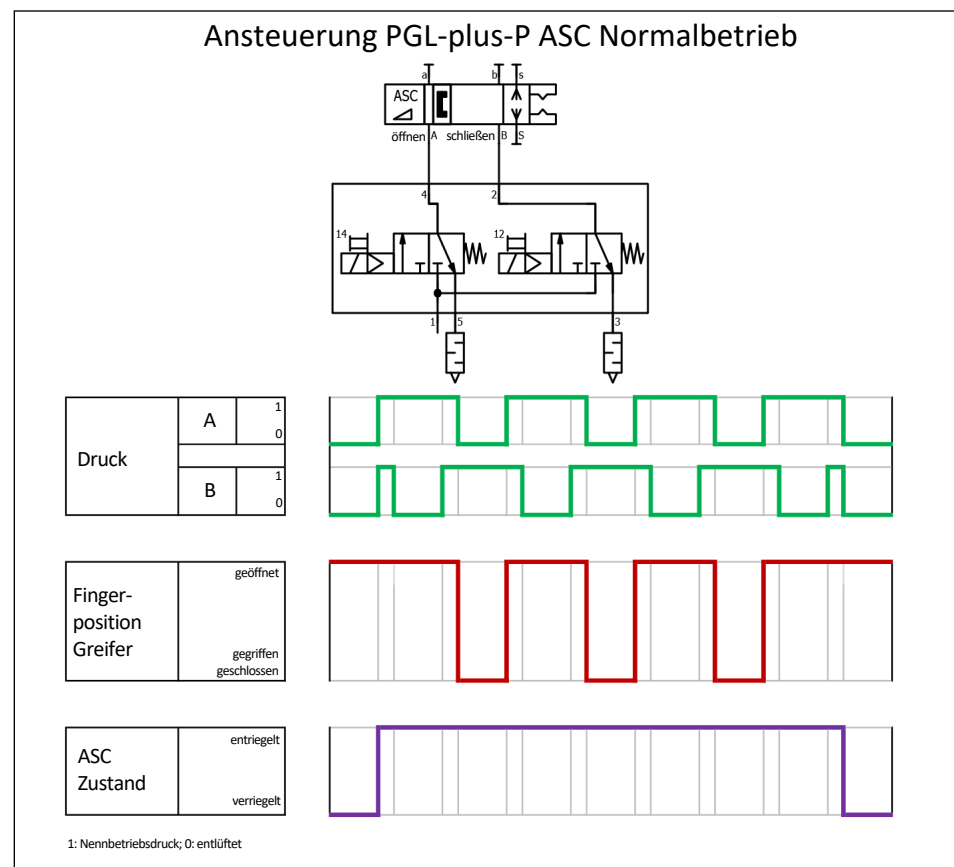 Ansteuerung PGL-plus-P ASC Normalbetrieb
a b s
ASC
öffnen A schließen B S
4 2
14 12
1 5 3
Druck
A 1
0
B 1
0
Finger-
position
Greifer
geöffnet
gegriffen
geschlossen
ASC
Zustand
entriegelt
verriegelt
1: Nennbetriebsdruck; 0: entlüftet